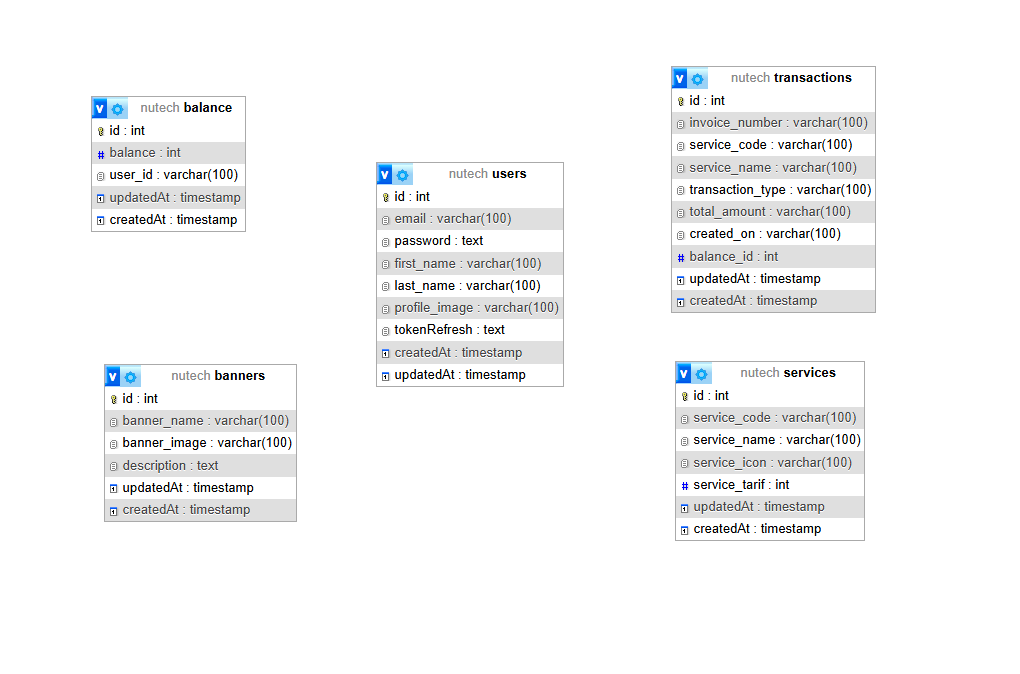 nutech balance
id : int
balance : int
user_id : varchar(100)
updatedAt : timestamp
createdAt : timestamp
nutech banners
id : int
banner_name : varchar(100)
banner_image : varchar(100)
description : text
updatedAt : timestamp
createdAt : timestamp
nutech users
id : int
email : varchar(100)
password : text
first_name : varchar(100)
last_name : varchar(100)
profile_image : varchar(100)
tokenRefresh : text
createdAt : timestamp
updatedAt : timestamp
nutech transactions
id : int
invoice_number : varchar(100)
service_code : varchar(100)
service_name : varchar(100)
transaction_type : varchar(100)
total_amount : varchar(100)
created_on : varchar(100)
balance_id : int
updatedAt : timestamp
createdAt : timestamp
nutech services
id : int
service_code : varchar(100)
service_name : varchar(100)
service_icon : varchar(100)
service_tarif : int
updatedAt : timestamp
createdAt : timestamp